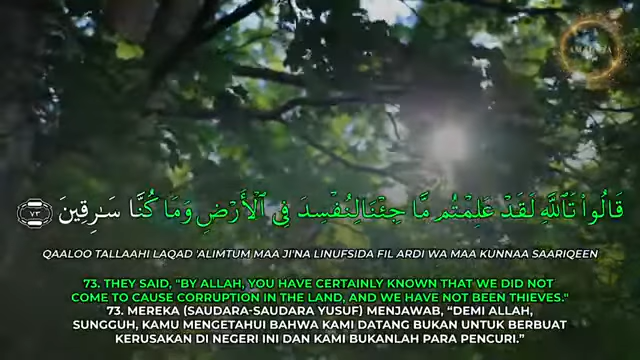 قَالُوا۟ تَٱللَّهِ لَقَدْ عَلِمْتُم مَّا جِئْنَا لِنُفْسِدَ فِى ٱلْأَرْضِ وَمَا كُنَّا سَـٰرِقِينَ ٧٣
QAALOO TALLAAHI LAQAD 'ALIMTUM MAA JI'NA LINUFSIDA FIL ARDI WA MAA KUNNAA SAARIQEEN
73. THEY SAID, "BY ALLAH, YOU HAVE CERTAINLY KNOWN THAT WE DID NOT
COME TO CAUSE CORRUPTION IN THE LAND, AND WE HAVE NOT BEEN THIEVES."
73. MEREKA (SAUDARA-SAUDARA YUSUF) MENJAWAB, “DEMI ALLAH,
SUNGGUH, KAMU MENGETAHUI BAHWA KAMI DATANG BUKAN UNTUK BERBUAT
KERUSAKAN DI NEGERI INI DAN KAMI BUKANLAH PARA PENCURI.”